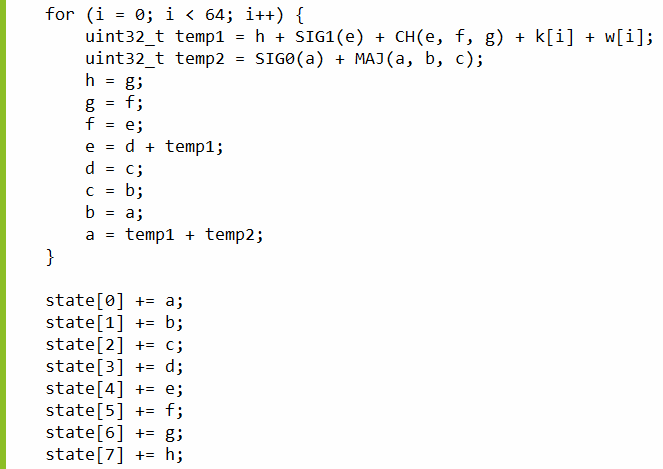 for (i = 0; i < 64; i++) {
    uint32_t temp1 = h + SIG1(e) + CH(e, f, g) + k[i] + w[i];
    uint32_t temp2 = SIG0(a) + MAJ(a, b, c);
    h = g;
    g = f;
    f = e;
    e = d + temp1;
    d = c;
    c = b;
    b = a;
    a = temp1 + temp2;
}

state[0] += a;
state[1] += b;
state[2] += c;
state[3] += d;
state[4] += e;
state[5] += f;
state[6] += g;
state[7] += h;